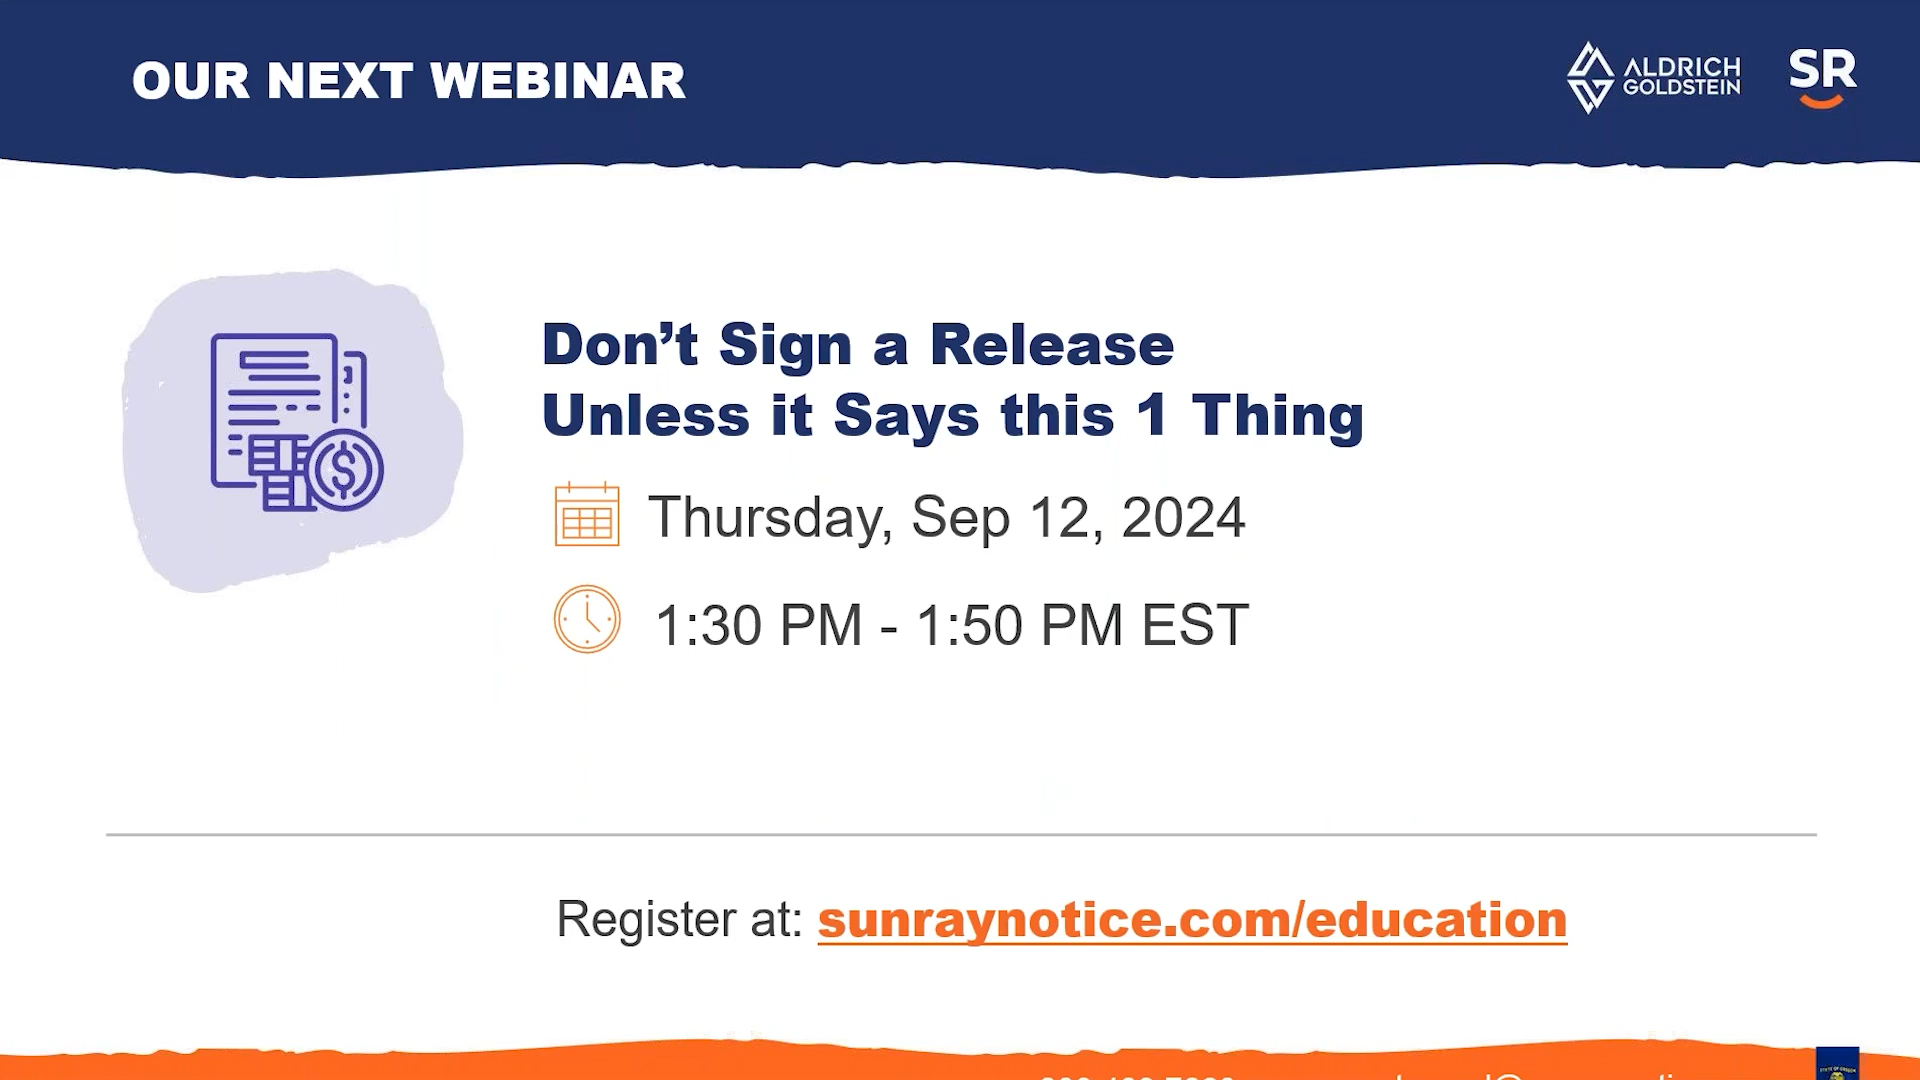 OUR NEXT WEBINAR
ALDRICH
GOLDSTEIN
SR
Don’t Sign a Release
Unless it Says this 1 Thing
Thursday, Sep 12, 2024
1:30 PM - 1:50 PM EST
Register at: sunraynotice.com/education